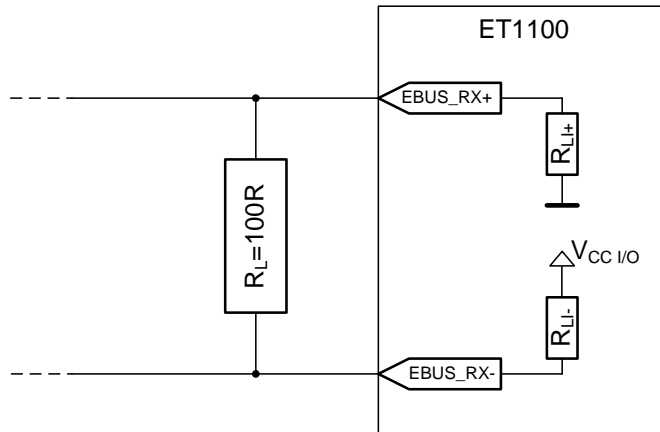 ET1100
EBUS_RX+
R_LI+
R_L=100R
V_CC I/O
R_LI-
EBUS_RX-